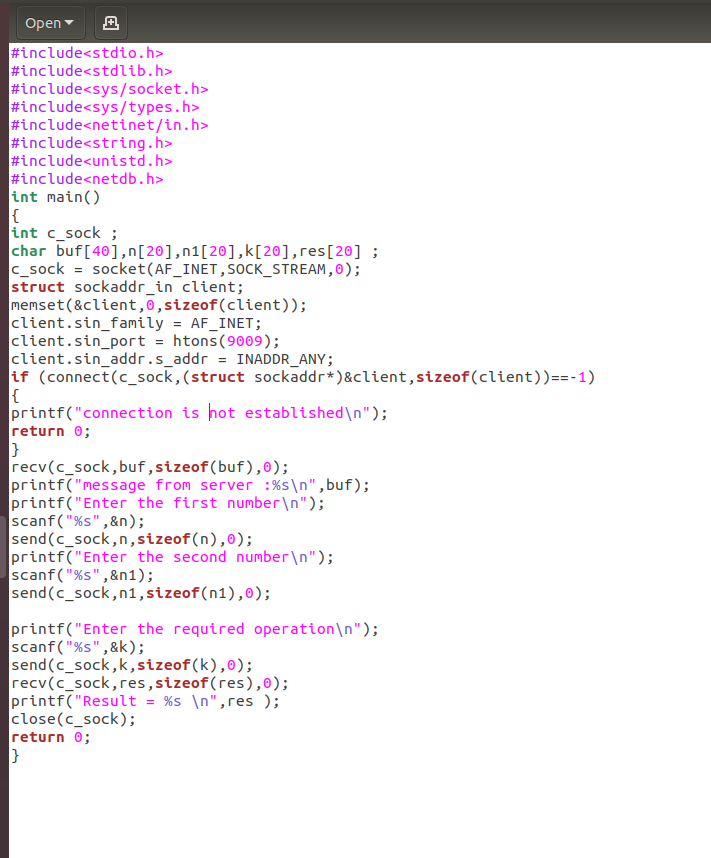 Open
#include<stdio.h>
#include<stdlib.h>
#include<sys/socket.h>
#include<sys/types.h>
#include<netinet/in.h>
#include<string.h>
#include<unistd.h>
#include<netdb.h>
int main()
{
int c_sock ;
char buf[40],n[20],n1[20],k[20],res[20] ;
c_sock = socket(AF_INET,SOCK_STREAM,0);
struct sockaddr_in client;
memset(&client,0,sizeof(client));
client.sin_family = AF_INET;
client.sin_port = htons(9009);
client.sin_addr.s_addr = INADDR_ANY;
if (connect(c_sock,(struct sockaddr*)&client,sizeof(client))==-1)
{
printf("connection is not established\n");
return 0;
}
recv(c_sock,buf,sizeof(buf),0);
printf("message from server :%s\n",buf);
printf("Enter the first number\n");
scanf("%s",&n);
send(c_sock,n,sizeof(n),0);
printf("Enter the second number\n");
scanf("%s",&n1);
send(c_sock,n1,sizeof(n1),0);

printf("Enter the required operation\n");
scanf("%s",&k);
send(c_sock,k,sizeof(k),0);
recv(c_sock,res,sizeof(res),0);
printf("Result = %s \n",res );
close(c_sock);
return 0;
}